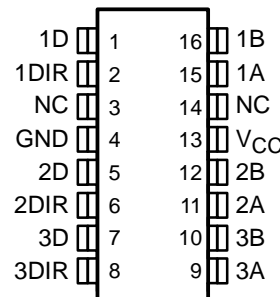 1D 1 16 1B
1DIR 2 15 1A
NC 3 14 NC
GND 4 13 VCC
2D 5 12 2B
2DIR 6 11 2A
3D 7 10 3B
3DIR 8 9 3A